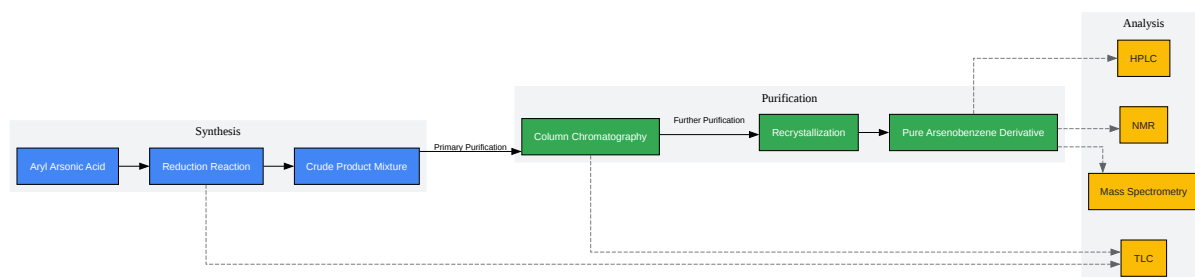 Analysis
HPLC
Purification
Further Purification
Synthesis
Column Chromatography
Recrystallization
Pure Arsenobenzene Derivative
NMR
Primary Purification
Aryl Arsonic Acid
Reduction Reaction
Crude Product Mixture
Mass Spectrometry
TLC